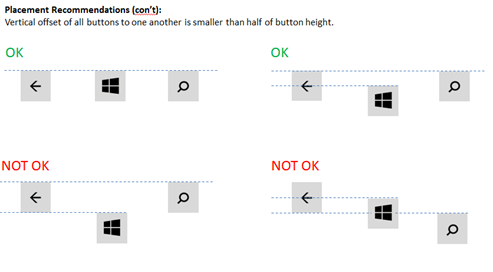 Placement Recommendations (con't):
Vertical offset of all buttons to one another is smaller than half of button height.
OK
OK
NOT OK
NOT OK